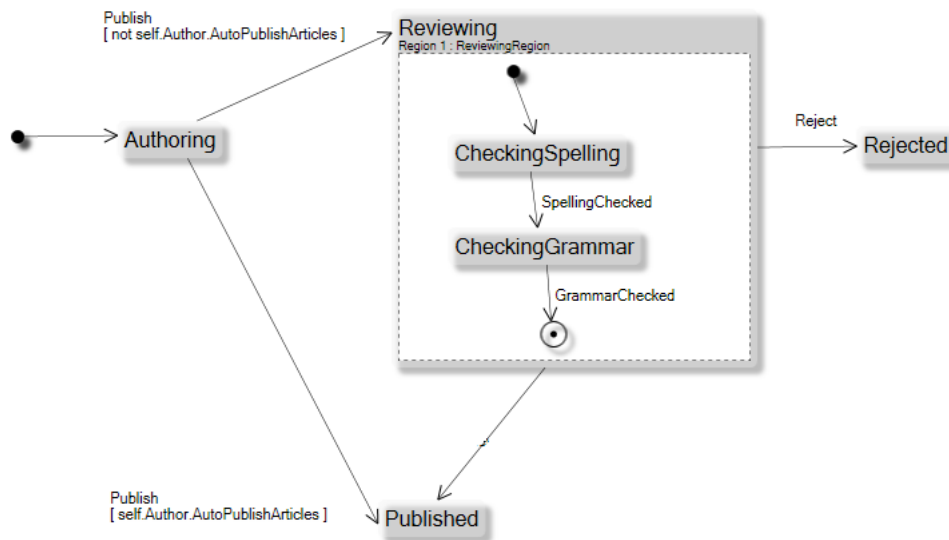 Publish
[ not self.Author.AutoPublishArticles ]
Reviewing
Region 1 : ReviewingRegion
Authoring
CheckingSpelling
Reject
Rejected
SpellingChecked
CheckingGrammar
GrammarChecked
Publish
[ self.Author.AutoPublishArticles ]
Published